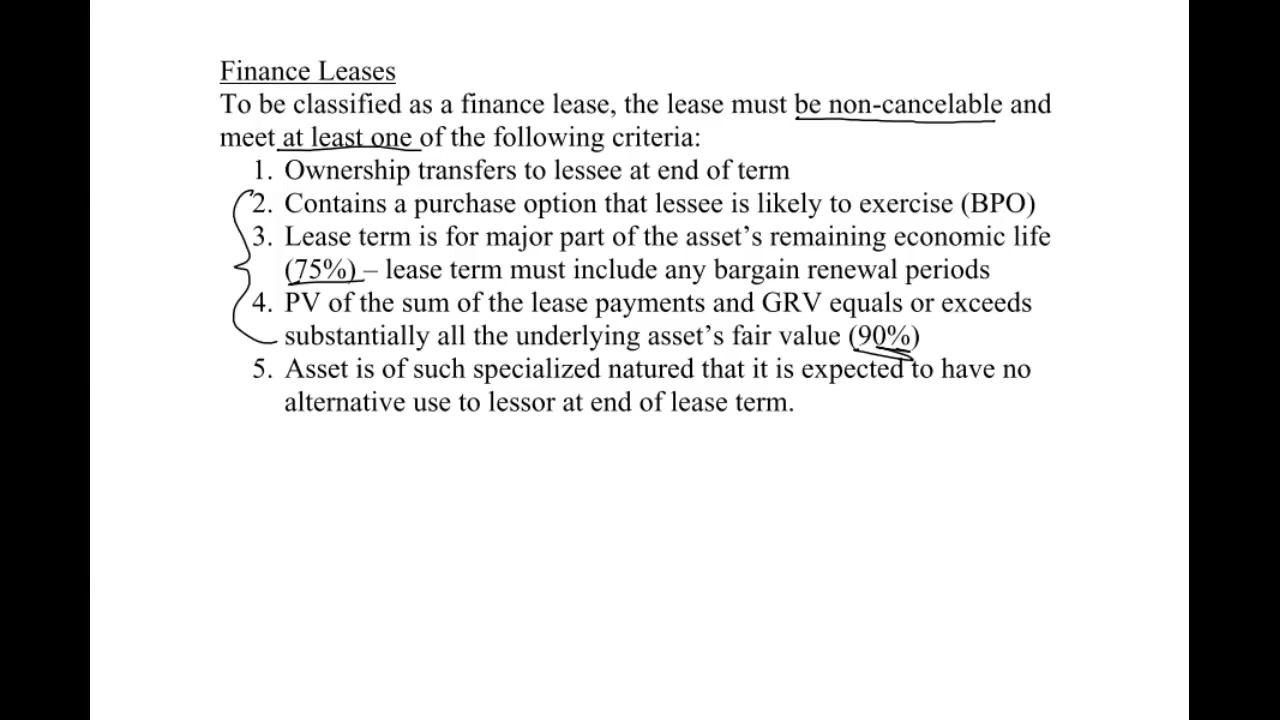 Finance Leases
To be classified as a finance lease, the lease must be non-cancelable and
meet at least one of the following criteria:
1. Ownership transfers to lessee at end of term
2. Contains a purchase option that lessee is likely to exercise (BPO)
3. Lease term is for major part of the asset’s remaining economic life
(75%) – lease term must include any bargain renewal periods
4. PV of the sum of the lease payments and GRV equals or exceeds
substantially all the underlying asset’s fair value (90%)
5. Asset is of such specialized natured that it is expected to have no
alternative use to lessor at end of lease term.